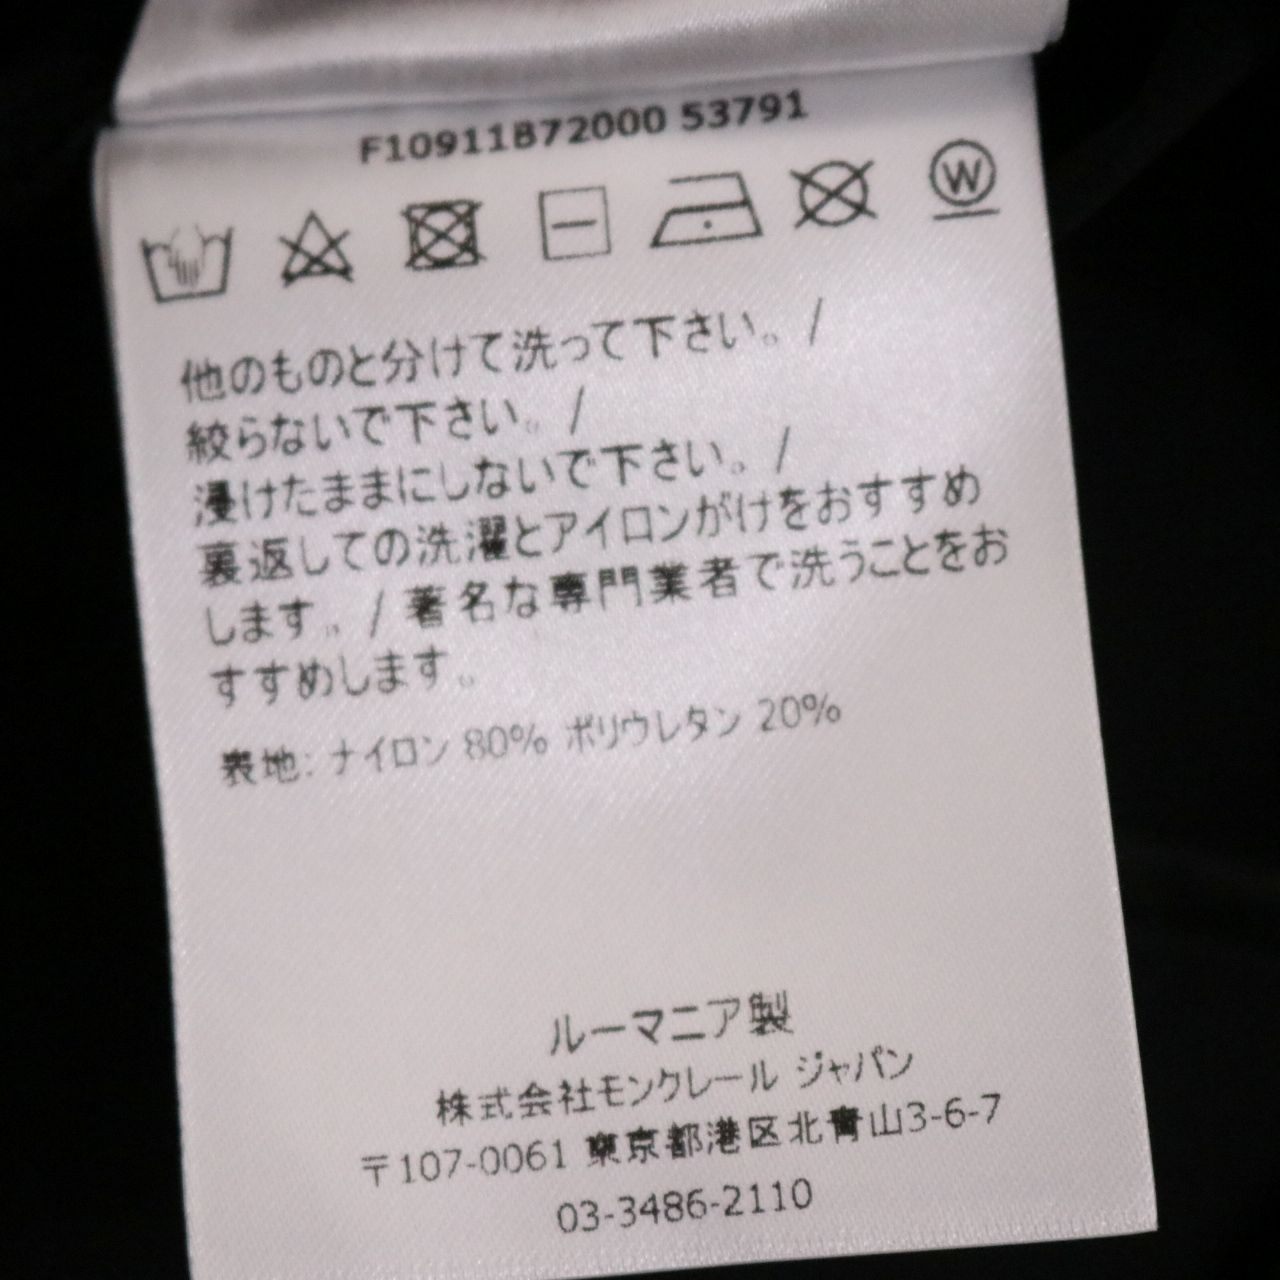 F10911B72000 53791
W
他のものと分けて洗って下さい。/
絞らないで下さい。/
浸けたままにしないで下さい。/
裏返しての洗濯とアイロンがけをおすすめ
します。/ 著名な専門業者で洗うことをお
すすめします。
表地: ナイロン 80% ポリウレタン 20%
ルーマニア製
株式会社モンクレール ジャパン
〒107-0061 東京都港区北青山3-6-7
03-3486-2110